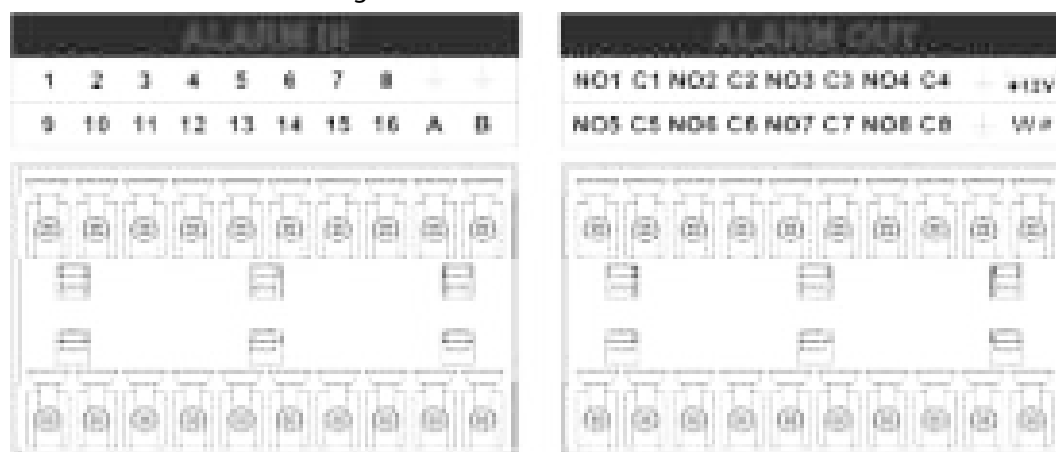 ALARM IN
1 2 3 4 5 6 7 8 ⏚ ⏚
9 10 11 12 13 14 15 16 A B
ALARM OUT
NO1 C1 NO2 C2 NO3 C3 NO4 C4 ⏚ +12V
NO5 C5 NO6 C6 NO7 C7 NO8 C8 ⏚